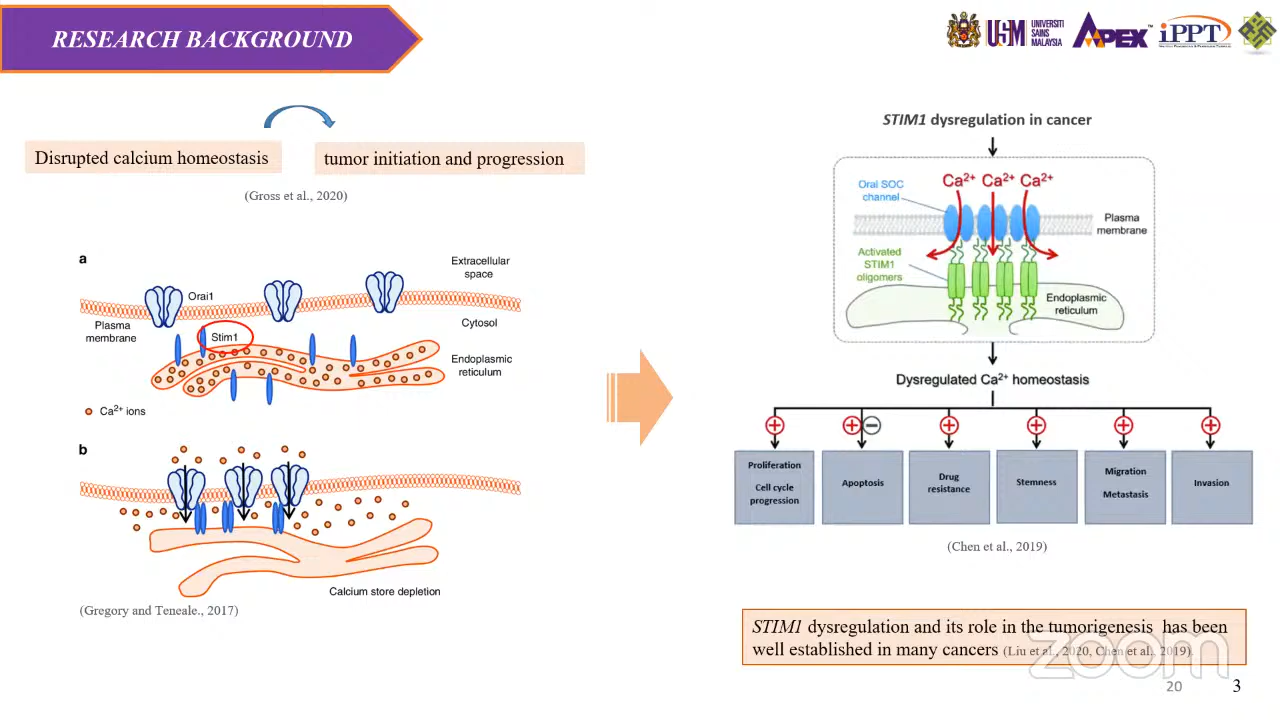 RESEARCH BACKGROUND
USM
UNIVERSITI
SAINS
MALAYSIA
APEX™
iPPT
Disrupted calcium homeostasis
tumor initiation and progression
(Gross et al., 2020)
a
Extracellular
space
Orai1
Plasma
membrane
Cytosol
Stim1
Endoplasmic
reticulum
Ca2+ ions
b
Calcium store depletion
(Gregory and Teneale., 2017)
STIM1 dysregulation in cancer
Oral SOC
channel
Ca2+ Ca2+ Ca2+
Plasma
membrane
Activated
STIM1
oligomers
Endoplasmic
reticulum
Dysregulated Ca2+ homeostasis
Proliferation
Cell cycle
progression
Apoptosis
Drug
resistance
Stemness
Migration
Metastasis
Invasion
(Chen et al., 2019)
STIM1 dysregulation and its role in the tumorigenesis has been
well established in many cancers (Liu et al., 2020, Chen et al., 2019).
zoom
20
3